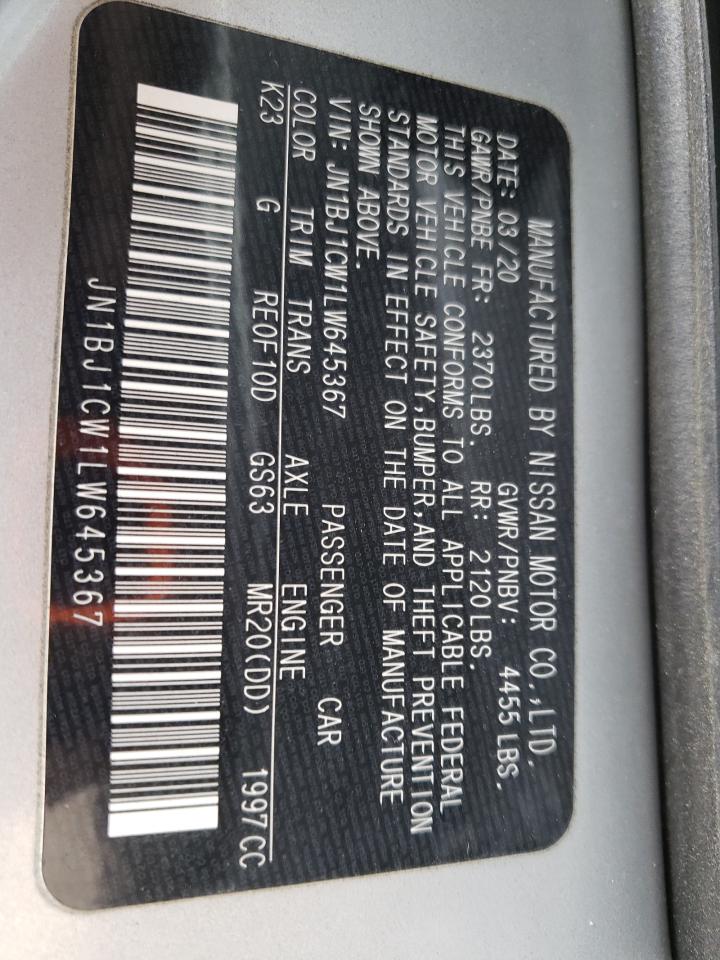 MANUFACTURED BY NISSAN MOTOR CO.,LTD.
DATE: 03/20 GVWR/PNBV: 4455 LBS.
GAWR/PNBE FR: 2370LBS. RR: 2120LBS.
THIS VEHICLE CONFORMS TO ALL APPLICABLE FEDERAL
MOTOR VEHICLE SAFETY,BUMPER,AND THEFT PREVENTION
STANDARDS IN EFFECT ON THE DATE OF MANUFACTURE
SHOWN ABOVE.
VIN: JN1BJ1CW1LW645367 PASSENGER CAR
COLOR TRIM TRANS AXLE ENGINE
K23 G REOF10D GS63 MR20(DD) 1997CC
JN1BJ1CW1LW645367